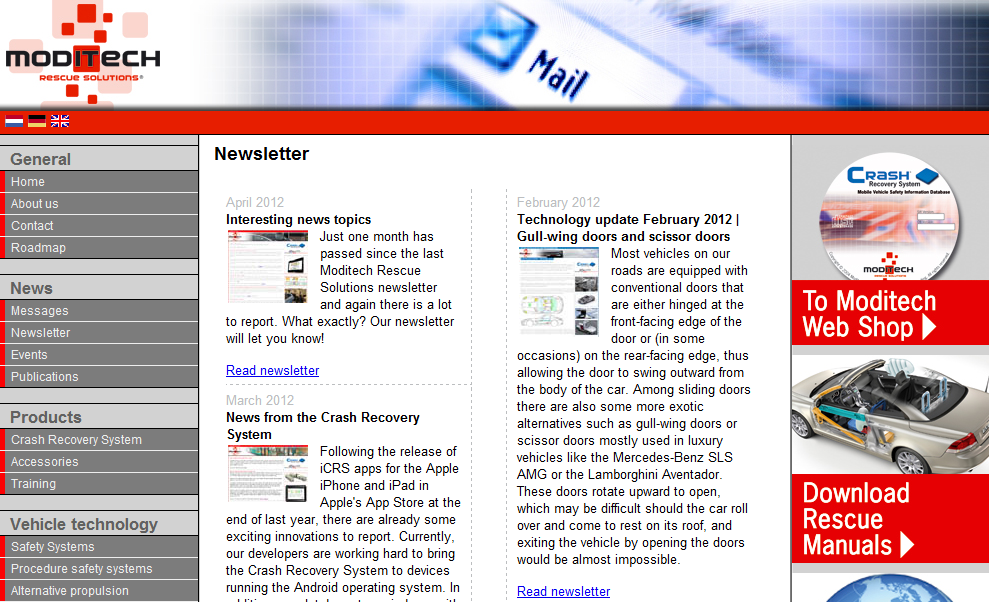 MODITECH
RESCUE SOLUTIONS®
Mail
General
Home
About us
Contact
Roadmap
News
Messages
Newsletter
Events
Publications
Products
Crash Recovery System
Accessories
Training
Vehicle technology
Safety Systems
Procedure safety systems
Alternative propulsion
Newsletter
April 2012
Interesting news topics
Just one month has
passed since the last
Moditech Rescue
Solutions newsletter
and again there is a lot
to report. What exactly? Our newsletter
will let you know!
Read newsletter
March 2012
News from the Crash Recovery
System
Following the release of
iCRS apps for the Apple
iPhone and iPad in
Apple's App Store at the
end of last year, there are already some
exciting innovations to report. Currently,
our developers are working hard to bring
the Crash Recovery System to devices
running the Android operating system. In
February 2012
Technology update February 2012 |
Gull-wing doors and scissor doors
Most vehicles on our
roads are equipped with
conventional doors that
are either hinged at the
front-facing edge of the
door or (in some
occasions) on the rear-facing edge, thus
allowing the door to swing outward from
the body of the car. Among sliding doors
there are also some more exotic
alternatives such as gull-wing doors or
scissor doors mostly used in luxury
vehicles like the Mercedes-Benz SLS
AMG or the Lamborghini Aventador.
These doors rotate upward to open,
which may be difficult should the car roll
over and come to rest on its roof, and
exiting the vehicle by opening the doors
would be almost impossible.
Read newsletter
CRASH
Recovery System
Mobile Vehicle Safety Information Database
MODITECH
To Moditech
Web Shop
Download
Rescue
Manuals